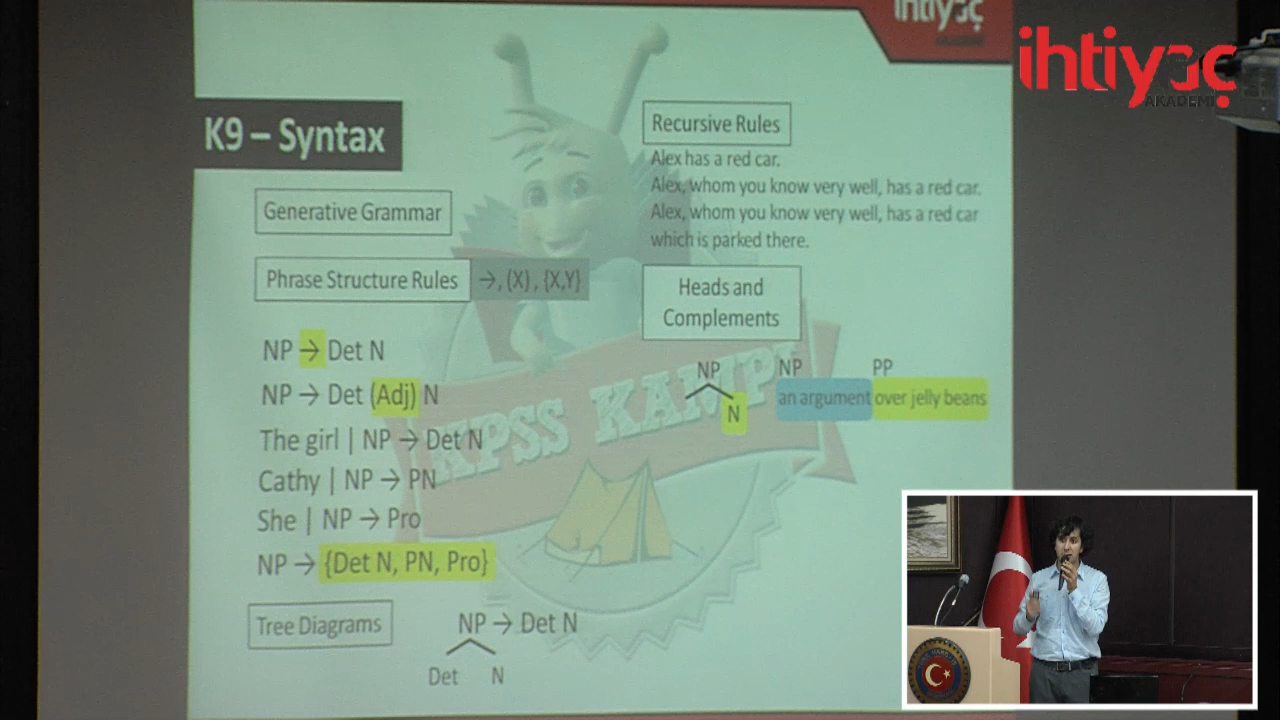 ihtiyaç
ihtiyaç
AKADEMİ
K9 – Syntax
Generative Grammar
Phrase Structure Rules →, (X) , {X,Y}
NP → Det N
NP → Det (Adj) N
The girl | NP → Det N
Cathy | NP → PN
She | NP → Pro
NP → {Det N, PN, Pro}
Tree Diagrams
NP → Det N
Det N
Recursive Rules
Alex has a red car.
Alex, whom you know very well, has a red car.
Alex, whom you know very well, has a red car
which is parked there.
Heads and
Complements
NP
N
NP PP
an argument over jelly beans
KPSS KAMPI